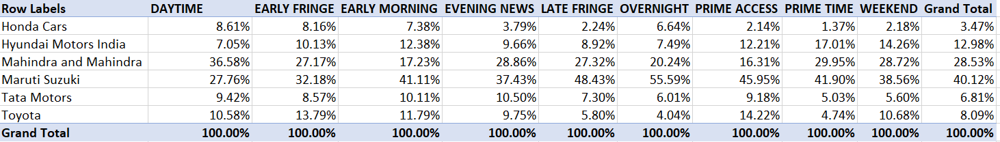 Row Labels DAYTIME EARLY FRINGE EARLY MORNING EVENING NEWS LATE FRINGE OVERNIGHT PRIME ACCESS PRIME TIME WEEKEND Grand Total
Honda Cars 8.61% 8.16% 7.38% 3.79% 2.24% 6.64% 2.14% 1.37% 2.18% 3.47%
Hyundai Motors India 7.05% 10.13% 12.38% 9.66% 8.92% 7.49% 12.21% 17.01% 14.26% 12.98%
Mahindra and Mahindra 36.58% 27.17% 17.23% 28.86% 27.32% 20.24% 16.31% 29.95% 28.72% 28.53%
Maruti Suzuki 27.76% 32.18% 41.11% 37.43% 48.43% 55.59% 45.95% 41.90% 38.56% 40.12%
Tata Motors 9.42% 8.57% 10.11% 10.50% 7.30% 6.01% 9.18% 5.03% 5.60% 6.81%
Toyota 10.58% 13.79% 11.79% 9.75% 5.80% 4.04% 14.22% 4.74% 10.68% 8.09%
Grand Total 100.00% 100.00% 100.00% 100.00% 100.00% 100.00% 100.00% 100.00% 100.00% 100.00%